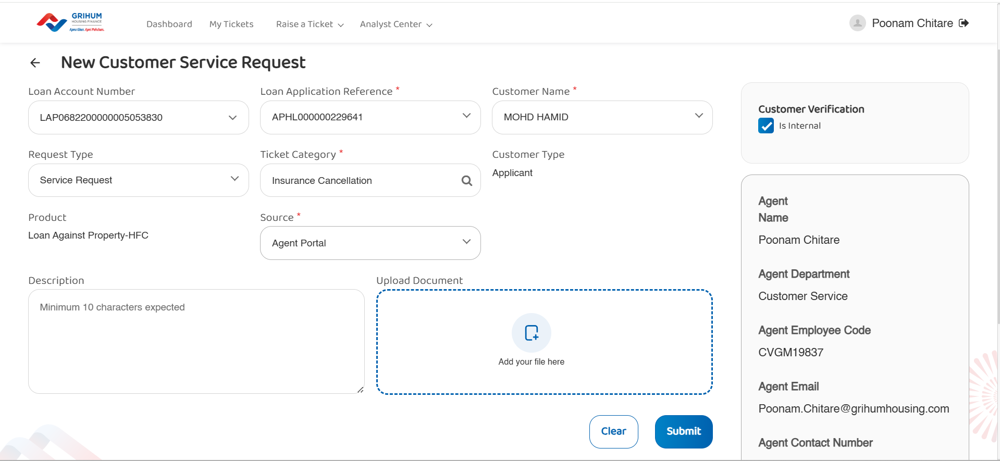 GRIHUM
HOUSING FINANCE
Apna Ghar. Apni Pehchan.
Dashboard
My Tickets
Raise a Ticket
Analyst Center
Poonam Chitare
New Customer Service Request
Loan Account Number
LAP0682200000005053830
Loan Application Reference *
APHL000000229641
Customer Name *
MOHD HAMID
Request Type
Service Request
Ticket Category *
Insurance Cancellation
Customer Type
Applicant
Product
Loan Against Property-HFC
Source *
Agent Portal
Description
Minimum 10 characters expected
Upload Document
Add your file here
Clear
Submit
Customer Verification
Is Internal
Agent
Name
Poonam Chitare
Agent Department
Customer Service
Agent Employee Code
CVGM19837
Agent Email
Poonam.Chitare@grihumhousing.com
Agent Contact Number